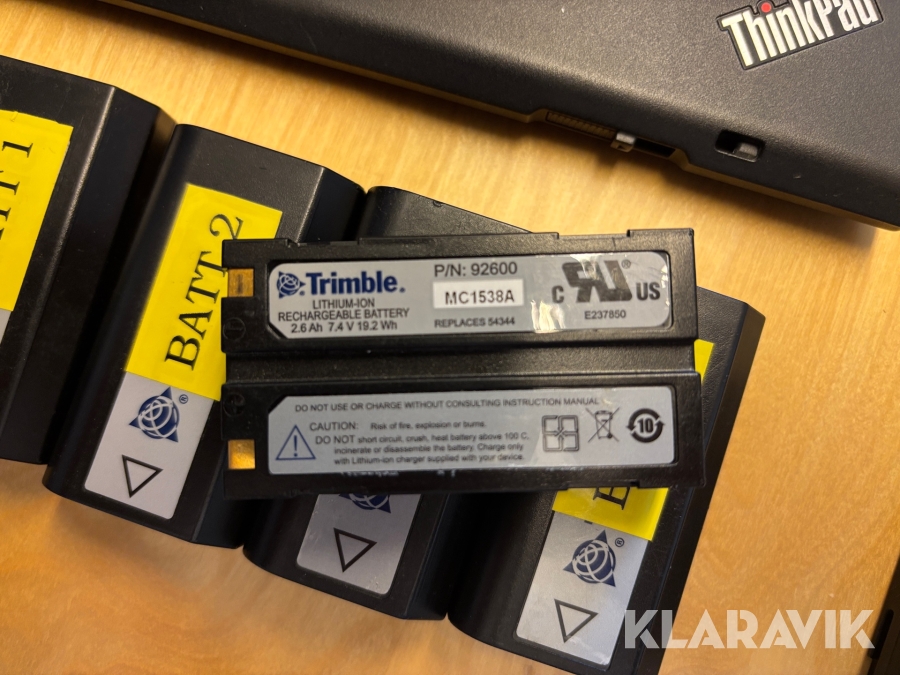 ThinkPad
BATT 1
BATT 2
Trimble®
LITHIUM-ION
RECHARGEABLE BATTERY
2.6 Ah 7.4 V 19.2 Wh
P/N: 92600
MC1538A
REPLACES 54344
C UL US ®
E237850
DO NOT USE OR CHARGE WITHOUT CONSULTING INSTRUCTION MANUAL
CAUTION: Risk of fire, explosion or burns.
DO NOT short circuit, crush, heat battery above 100 C,
incinerate or disassemble the battery. Charge only
with Lithium-ion charger supplied with your device.
10
®
®
KLARAVIK